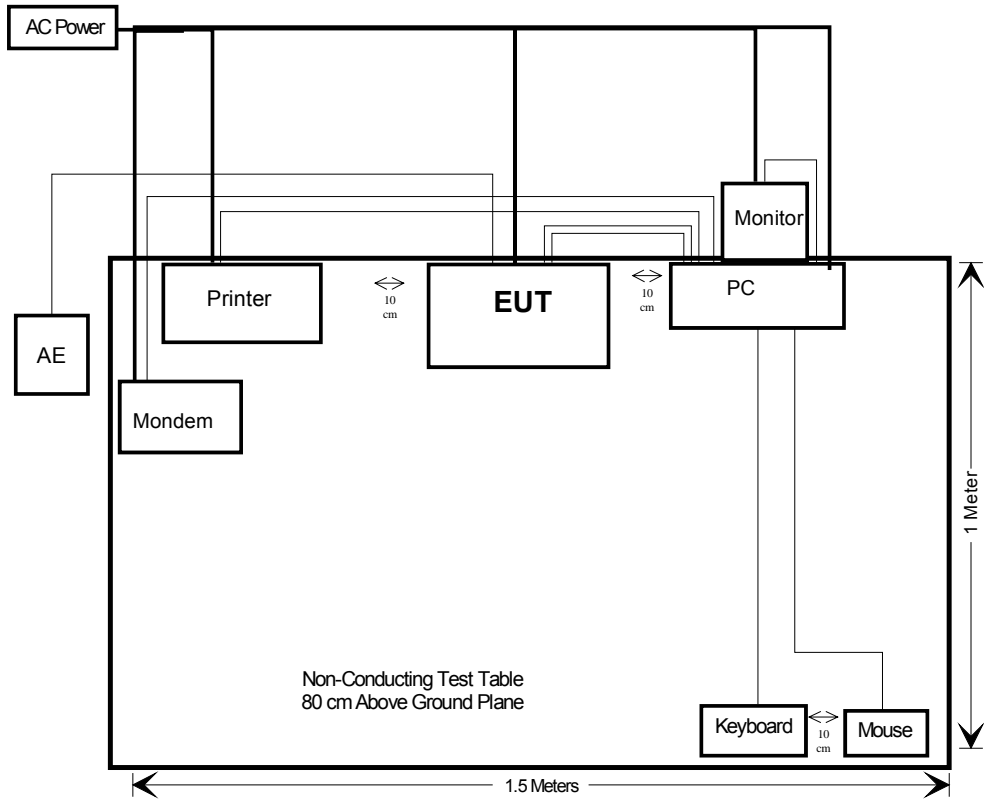 AC Power
Monitor
Printer
10
cm
EUT
10
cm
PC
AE
Mondem
1 Meter
Non-Conducting Test Table
80 cm Above Ground Plane
Keyboard
10
cm
Mouse
1.5 Meters